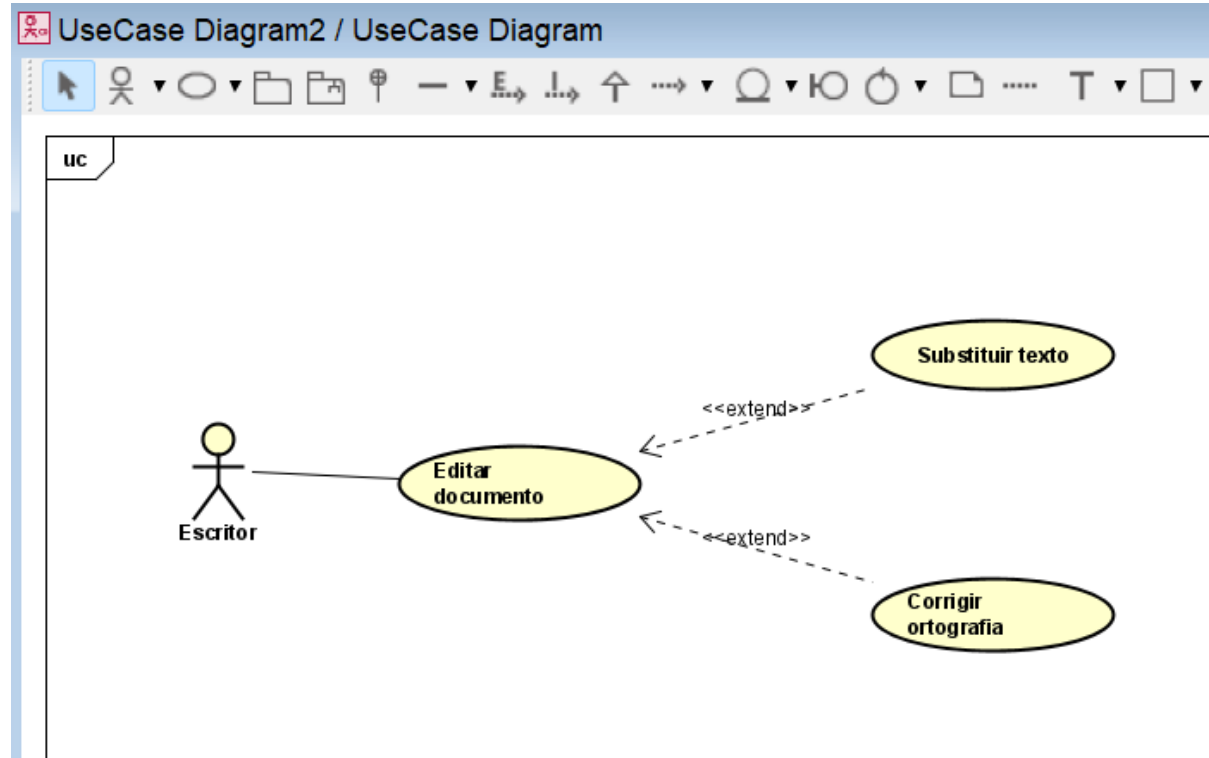 UseCase Diagram2 / UseCase Diagram
E
I
T
uc
Substituir texto
<<extend>>
Editar
documento
Escritor
<<extend>>
Corrigir
ortografia